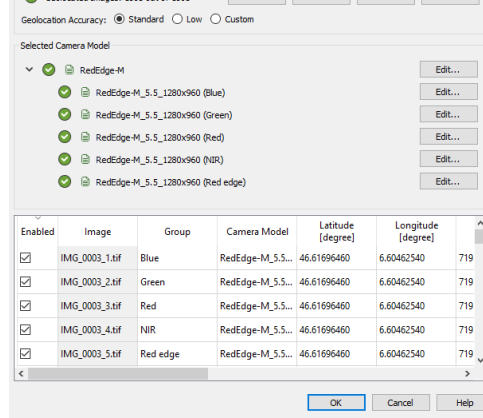 Geolocation Accuracy: Standard Low Custom
Selected Camera Model
RedEdge-M Edit...
RedEdge-M_5.5_1280x960 (Blue) Edit...
RedEdge-M_5.5_1280x960 (Green) Edit...
RedEdge-M_5.5_1280x960 (Red) Edit...
RedEdge-M_5.5_1280x960 (NIR) Edit...
RedEdge-M_5.5_1280x960 (Red edge) Edit...
Enabled Image Group Camera Model Latitude [degree] Longitude [degree]
IMG_0003_1.tif Blue RedEdge-M_5.5... 46.61696460 6.60462540 719
IMG_0003_2.tif Green RedEdge-M_5.5... 46.61696460 6.60462540 719
IMG_0003_3.tif Red RedEdge-M_5.5... 46.61696460 6.60462540 719
IMG_0003_4.tif NIR RedEdge-M_5.5... 46.61696460 6.60462540 719
IMG_0003_5.tif Red edge RedEdge-M_5.5... 46.61696460 6.60462540 719
OK Cancel Help